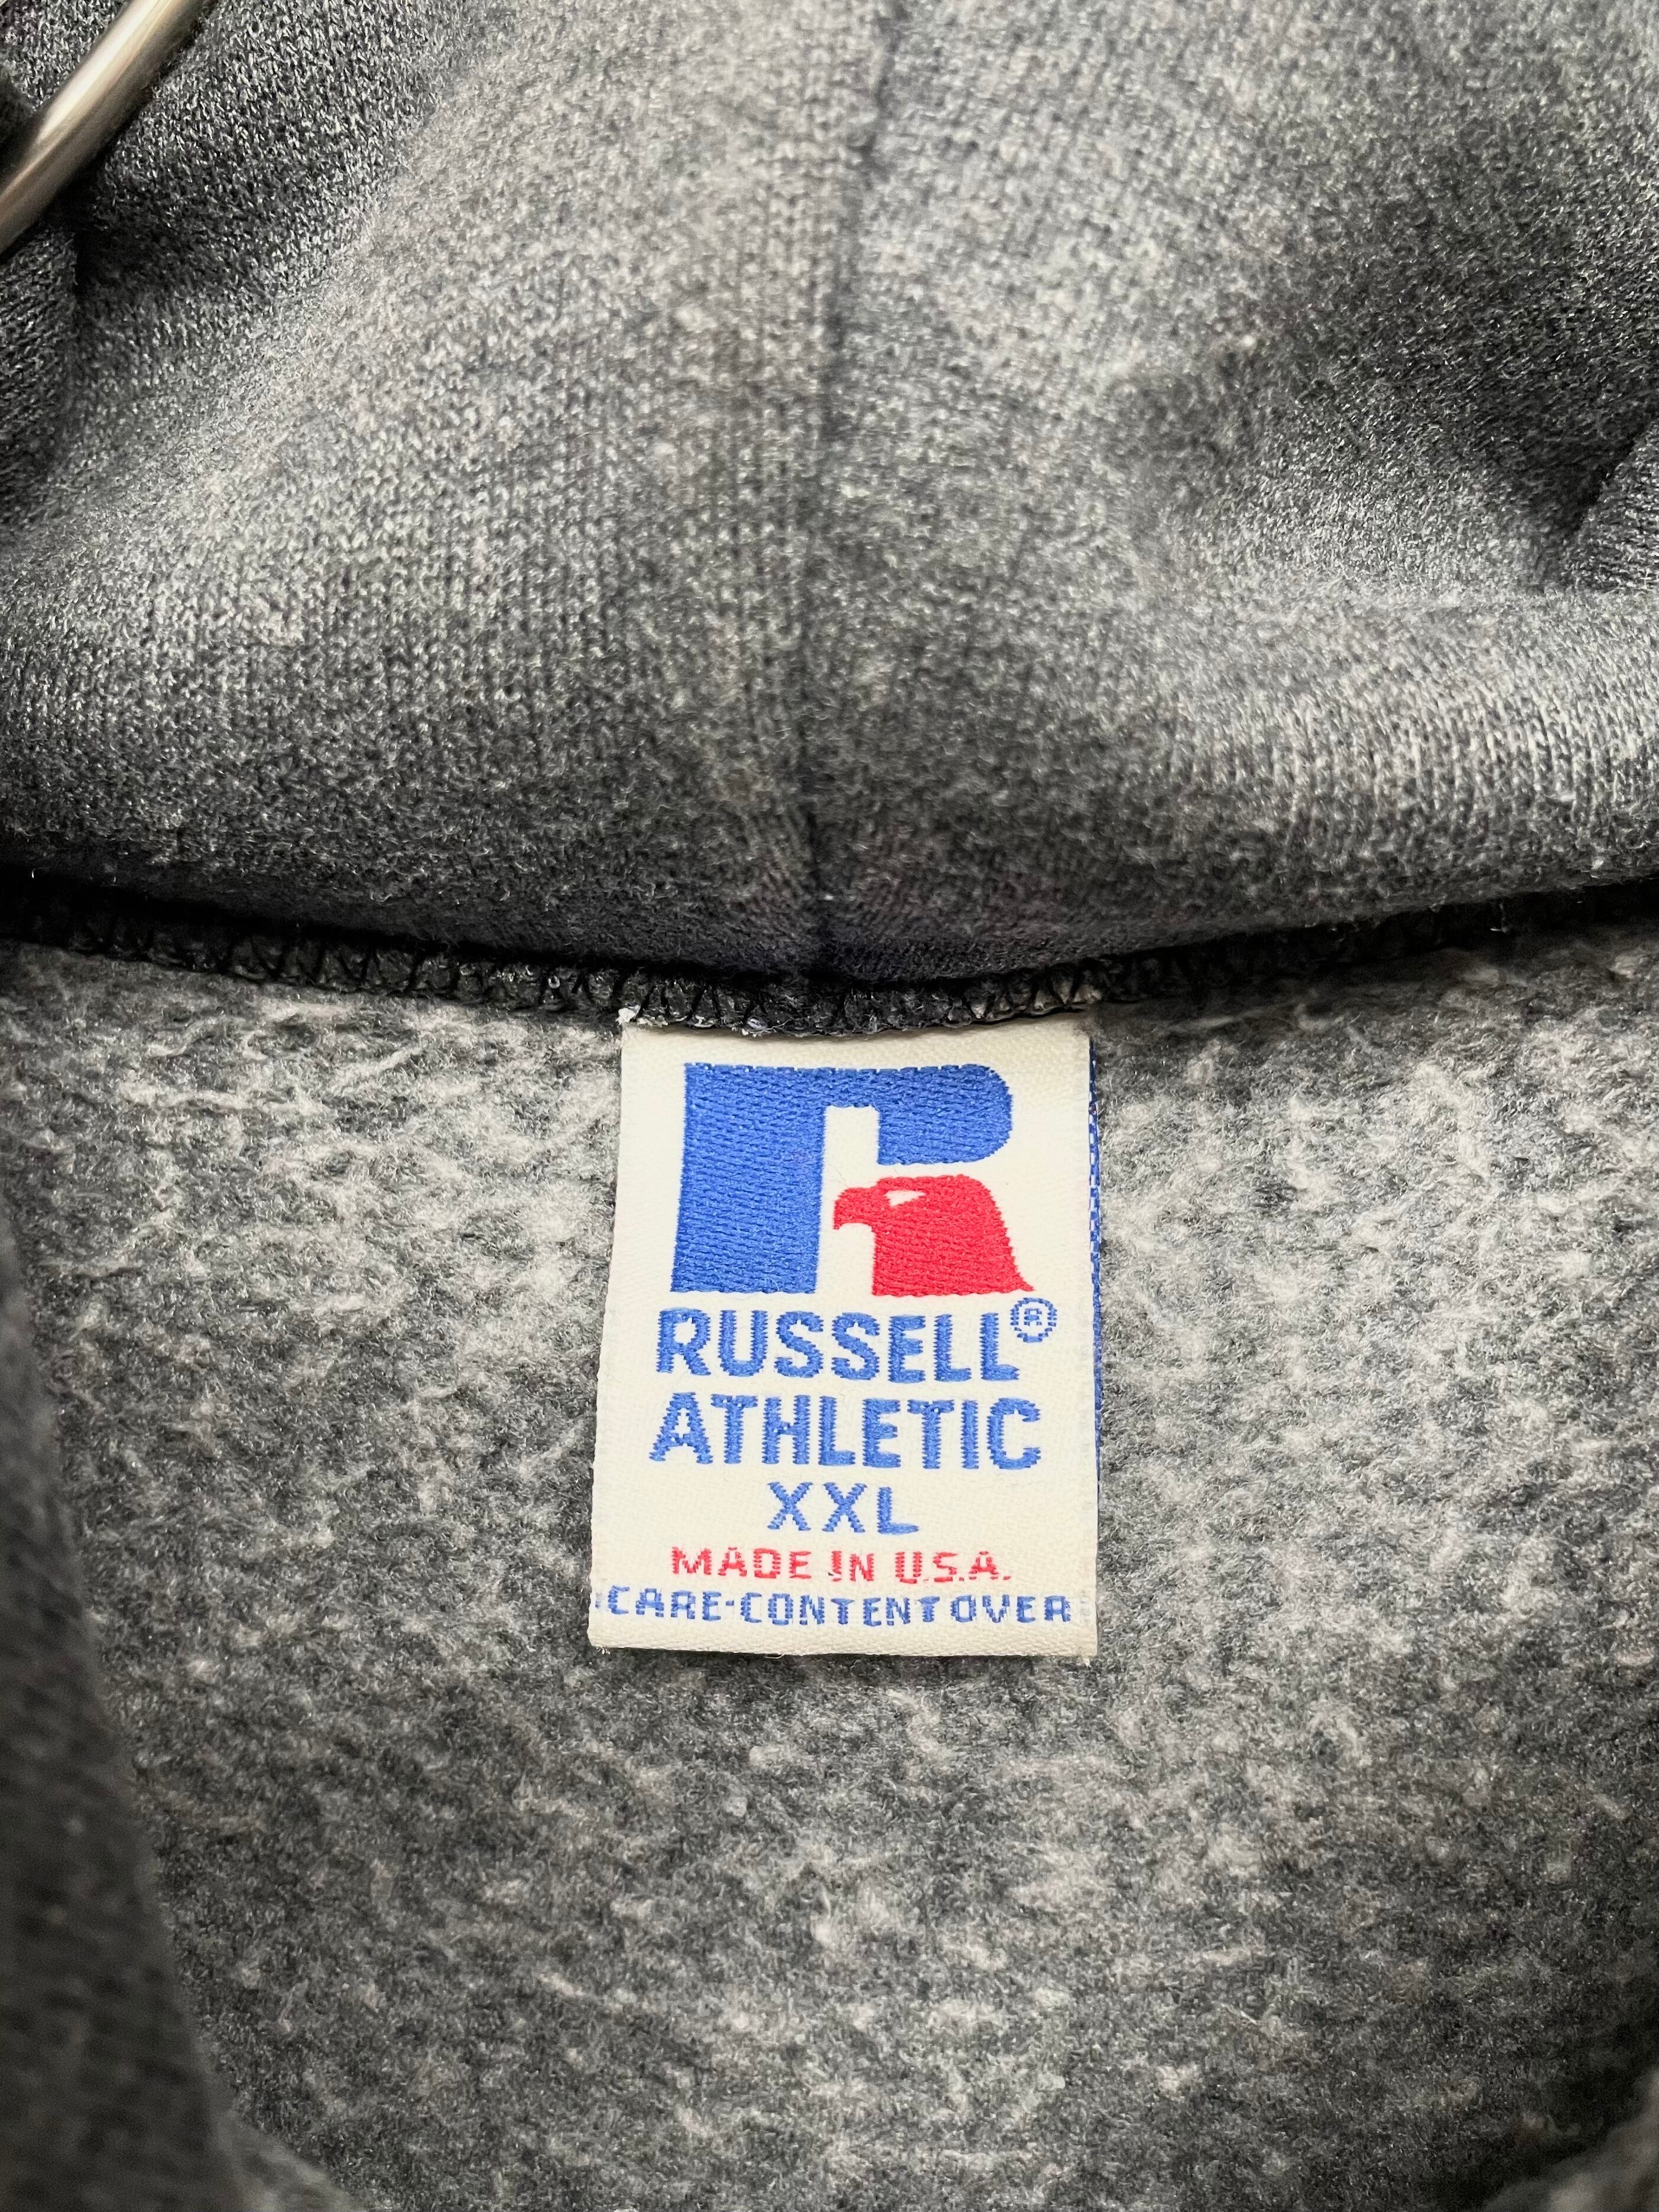 R
RUSSELL®
ATHLETIC
XXL
MADE IN U.S.A.
CARE-CONTENT OVER